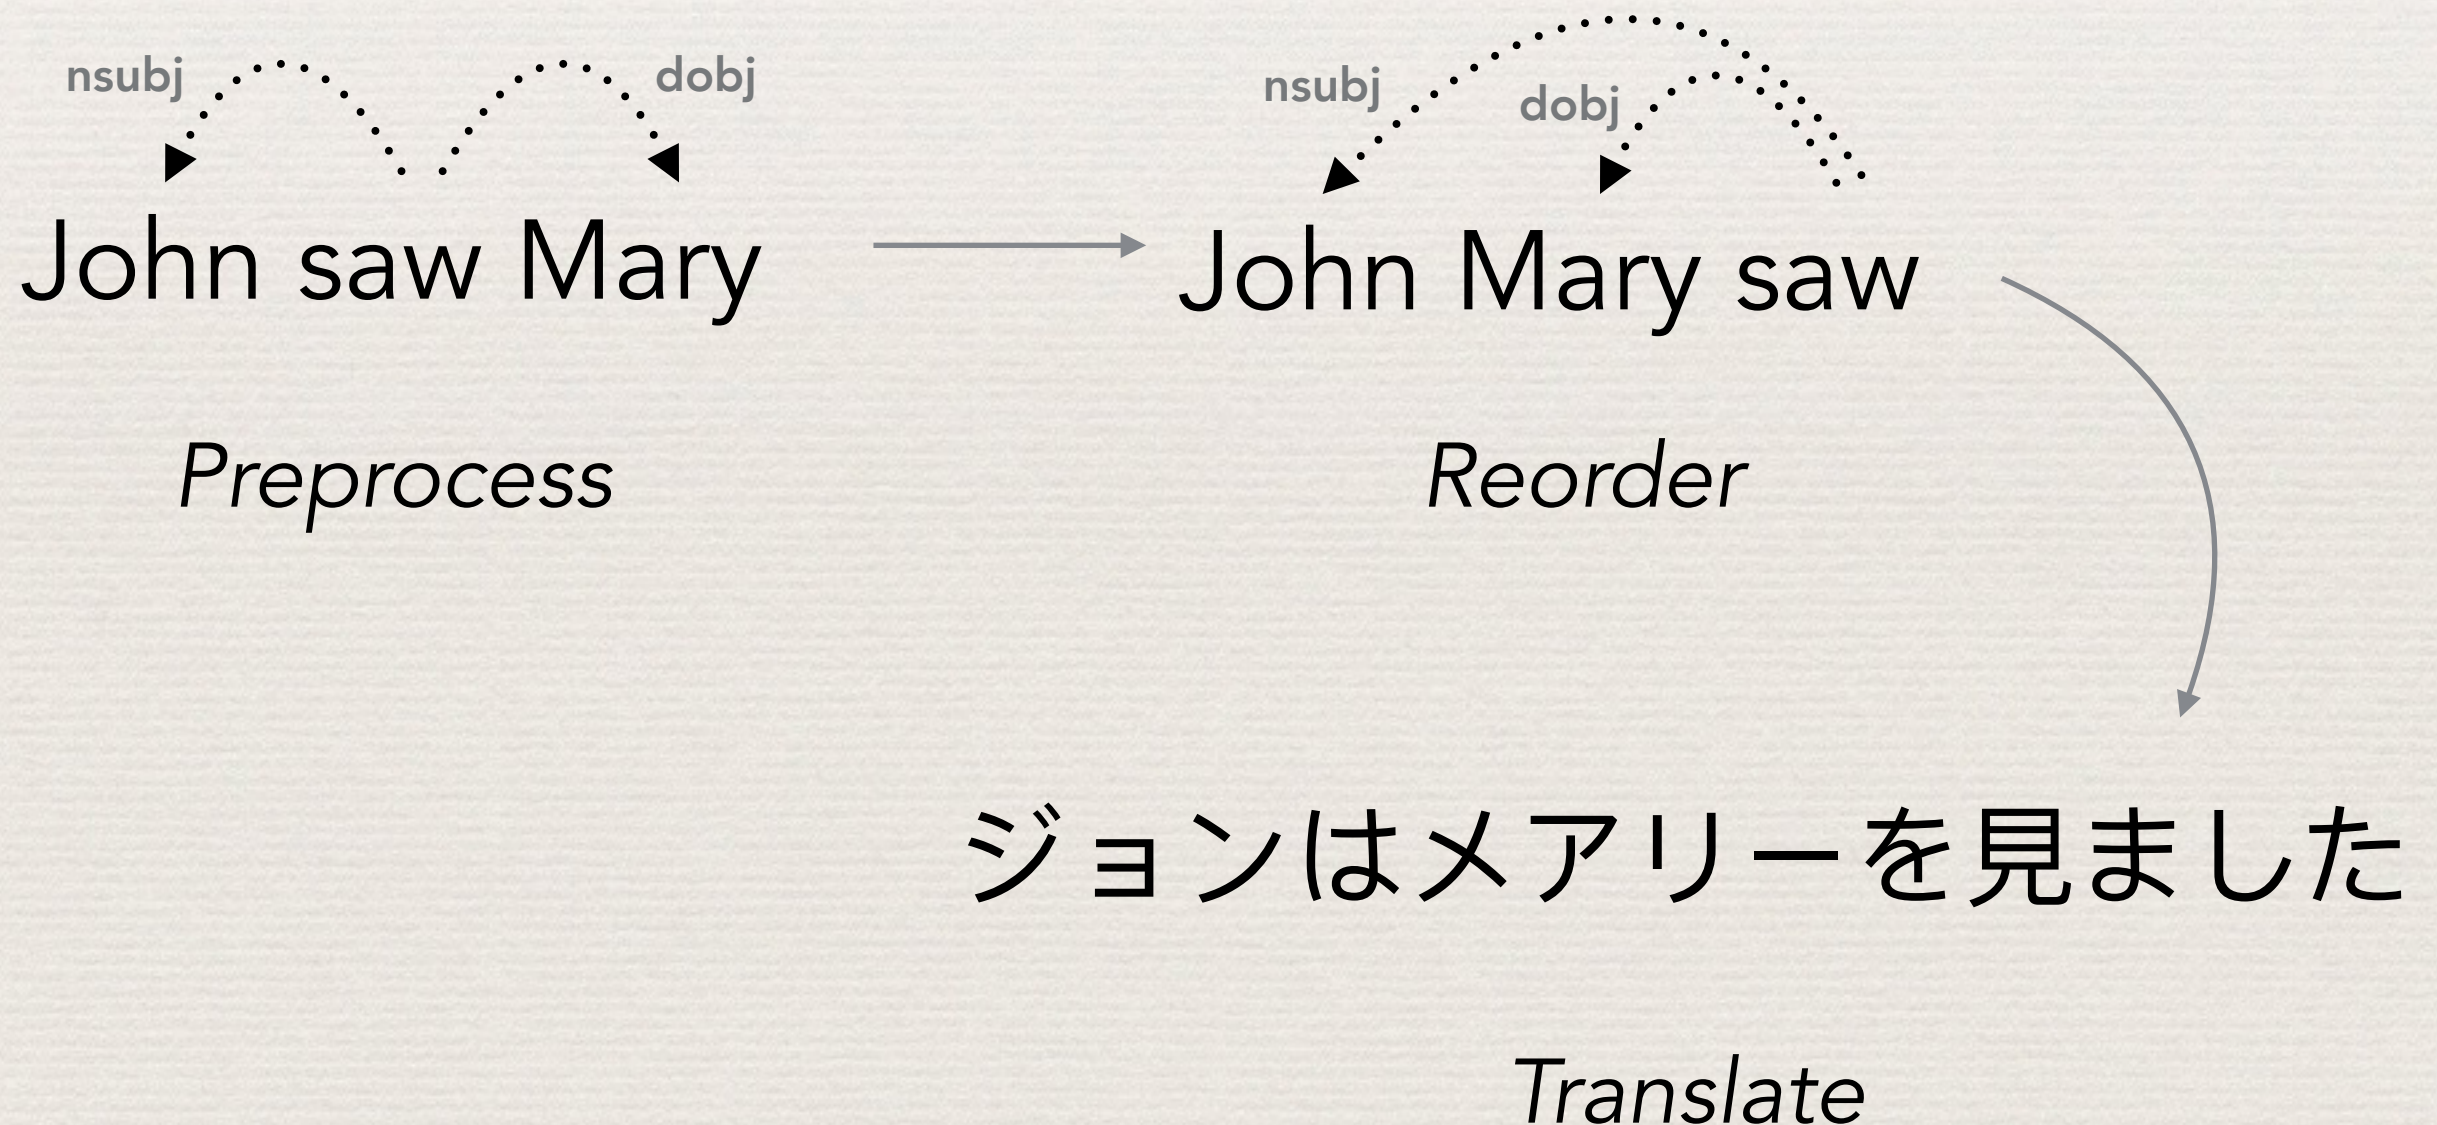 nsubj dobj
John saw Mary
Preprocess
nsubj dobj
John Mary saw
Reorder
ジョンはメアリーを見ました
Translate